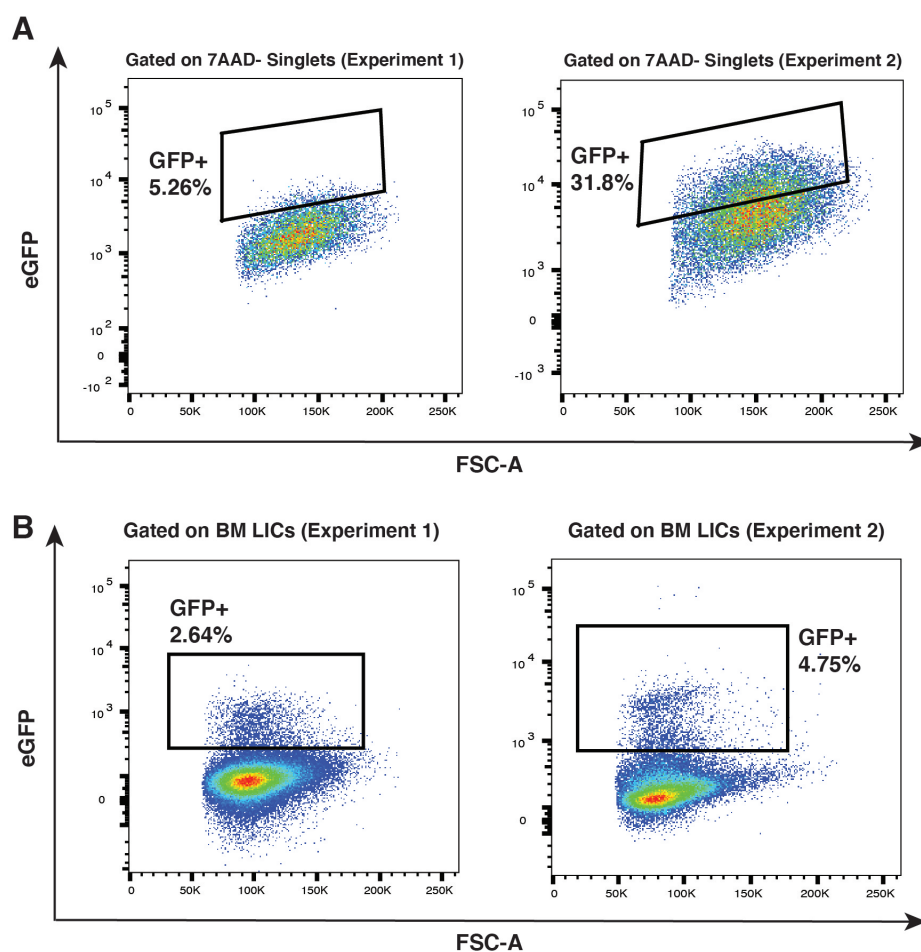 A
Gated on 7AAD- Singlets (Experiment 1)
GFP+
5.26%
10 5
10 4
10 3
10 2
0
-10 2
0
50K
100K
150K
200K
250K
Gated on 7AAD- Singlets (Experiment 2)
GFP+
31.8%
10 5
10 4
10 3
0
-10 3
0
50K
100K
150K
200K
250K
eGFP
FSC-A
B
Gated on BM LICs (Experiment 1)
GFP+
2.64%
10 5
10 4
10 3
0
0
50K
100K
150K
200K
250K
Gated on BM LICs (Experiment 2)
GFP+
4.75%
10 5
10 4
10 3
0
0
50K
100K
150K
200K
250K
eGFP
FSC-A